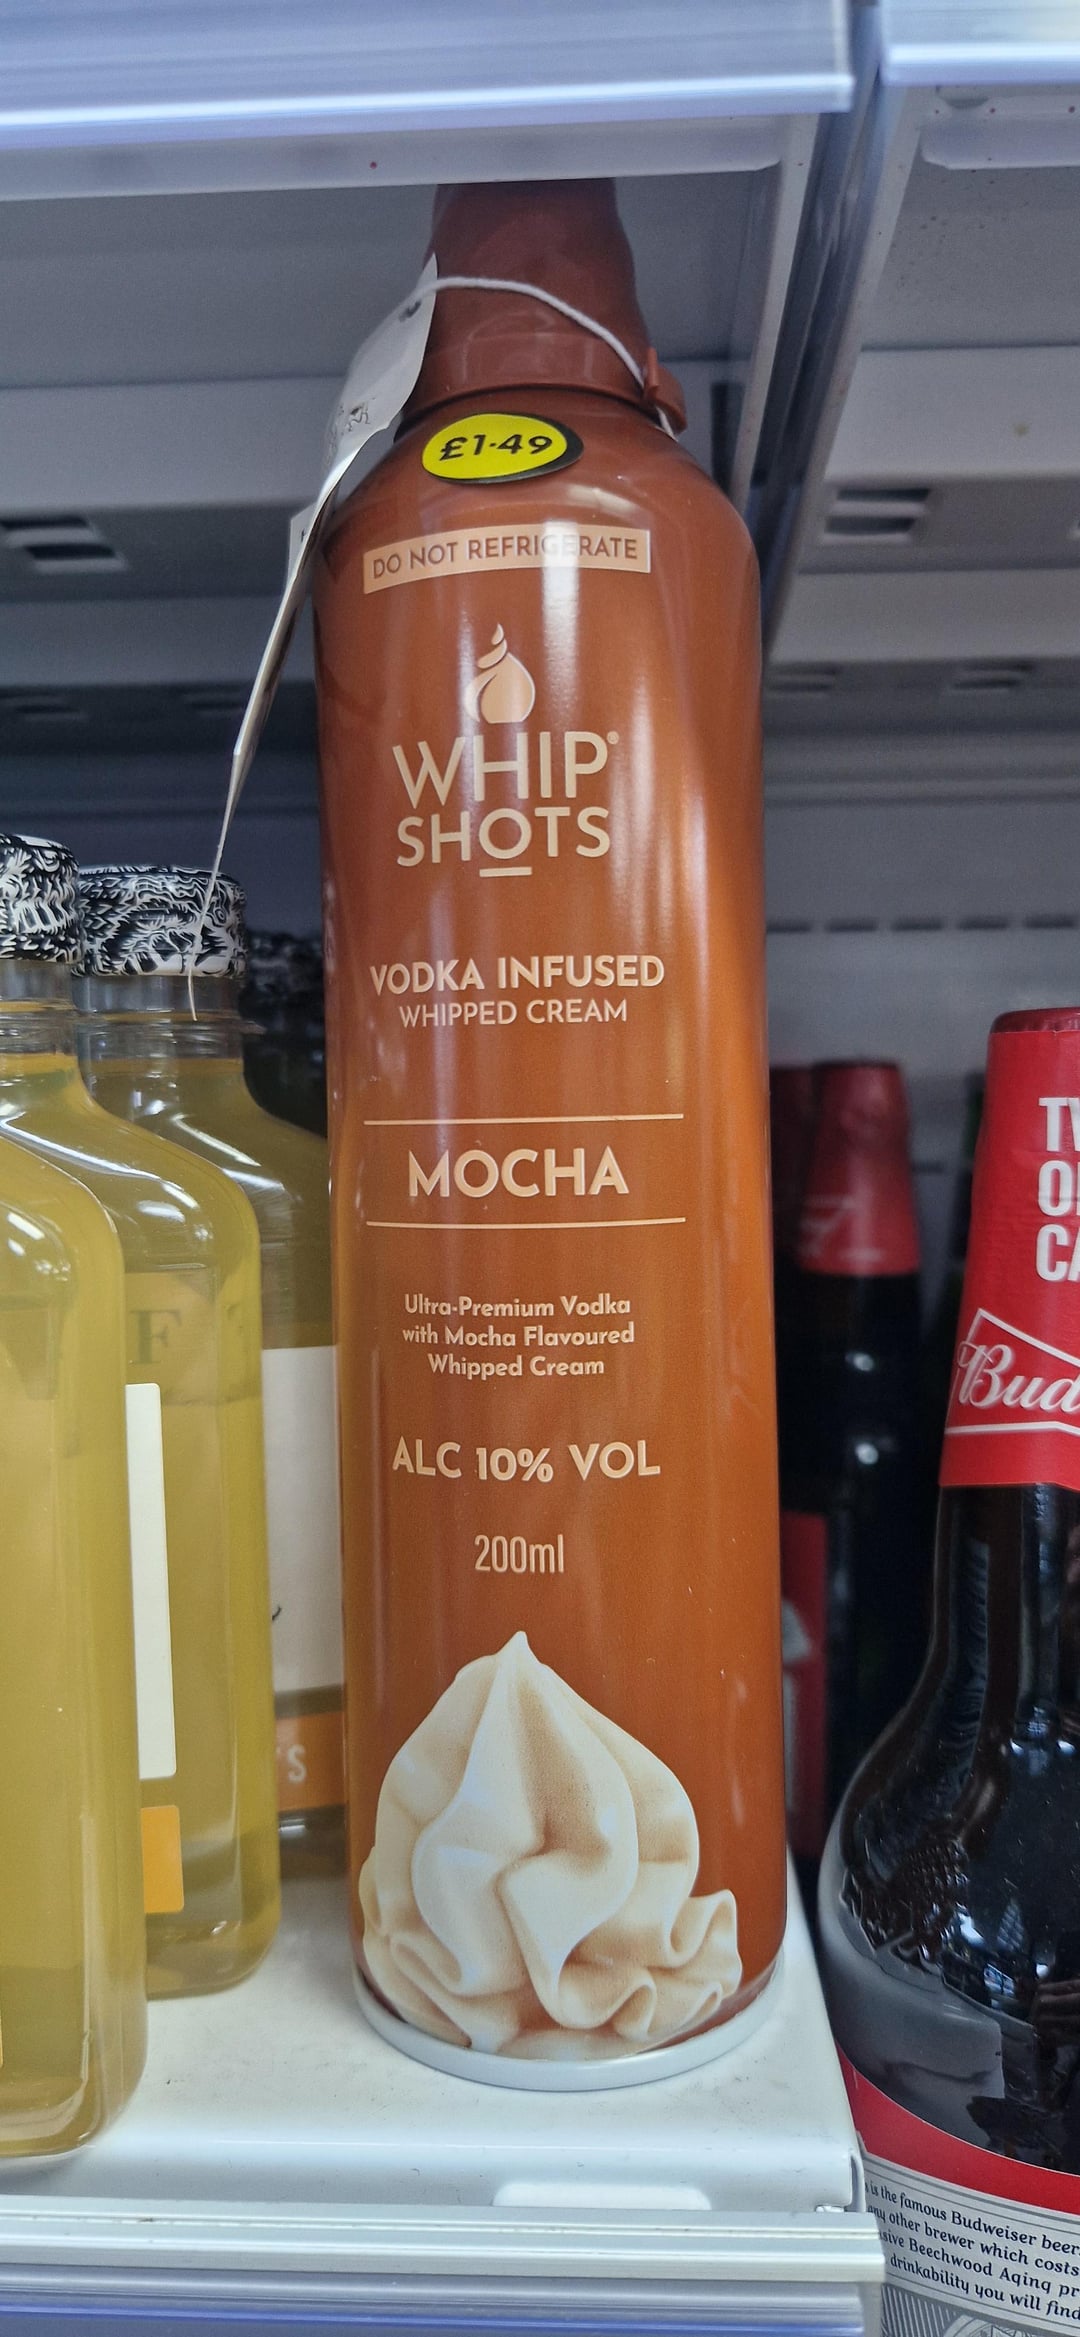 £1.49
DO NOT REFRIGERATE
WHIP®
SHOTS
VODKA INFUSED
WHIPPED CREAM
MOCHA
Ultra-Premium Vodka
with Mocha Flavoured
Whipped Cream
ALC 10% VOL
200ml
Bud
is the famous Budweiser beer.
any other brewer which costs
Beechwood Aging
drinkability you will find